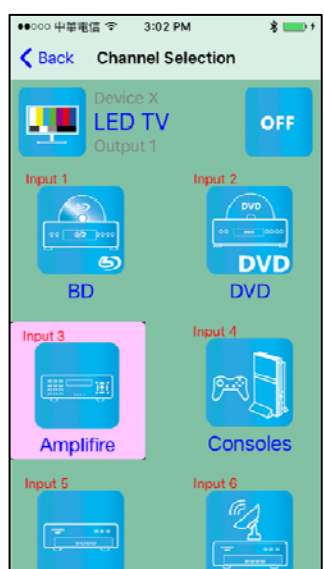 ●●○○○ 中華電信 3:02 PM
Back Channel Selection
Device X
LED TV
Output 1
OFF
Input 1 Input 2
DVD
DVD
BD DVD
Input 3 Input 4
Amplifire Consoles
Input 5 Input 6